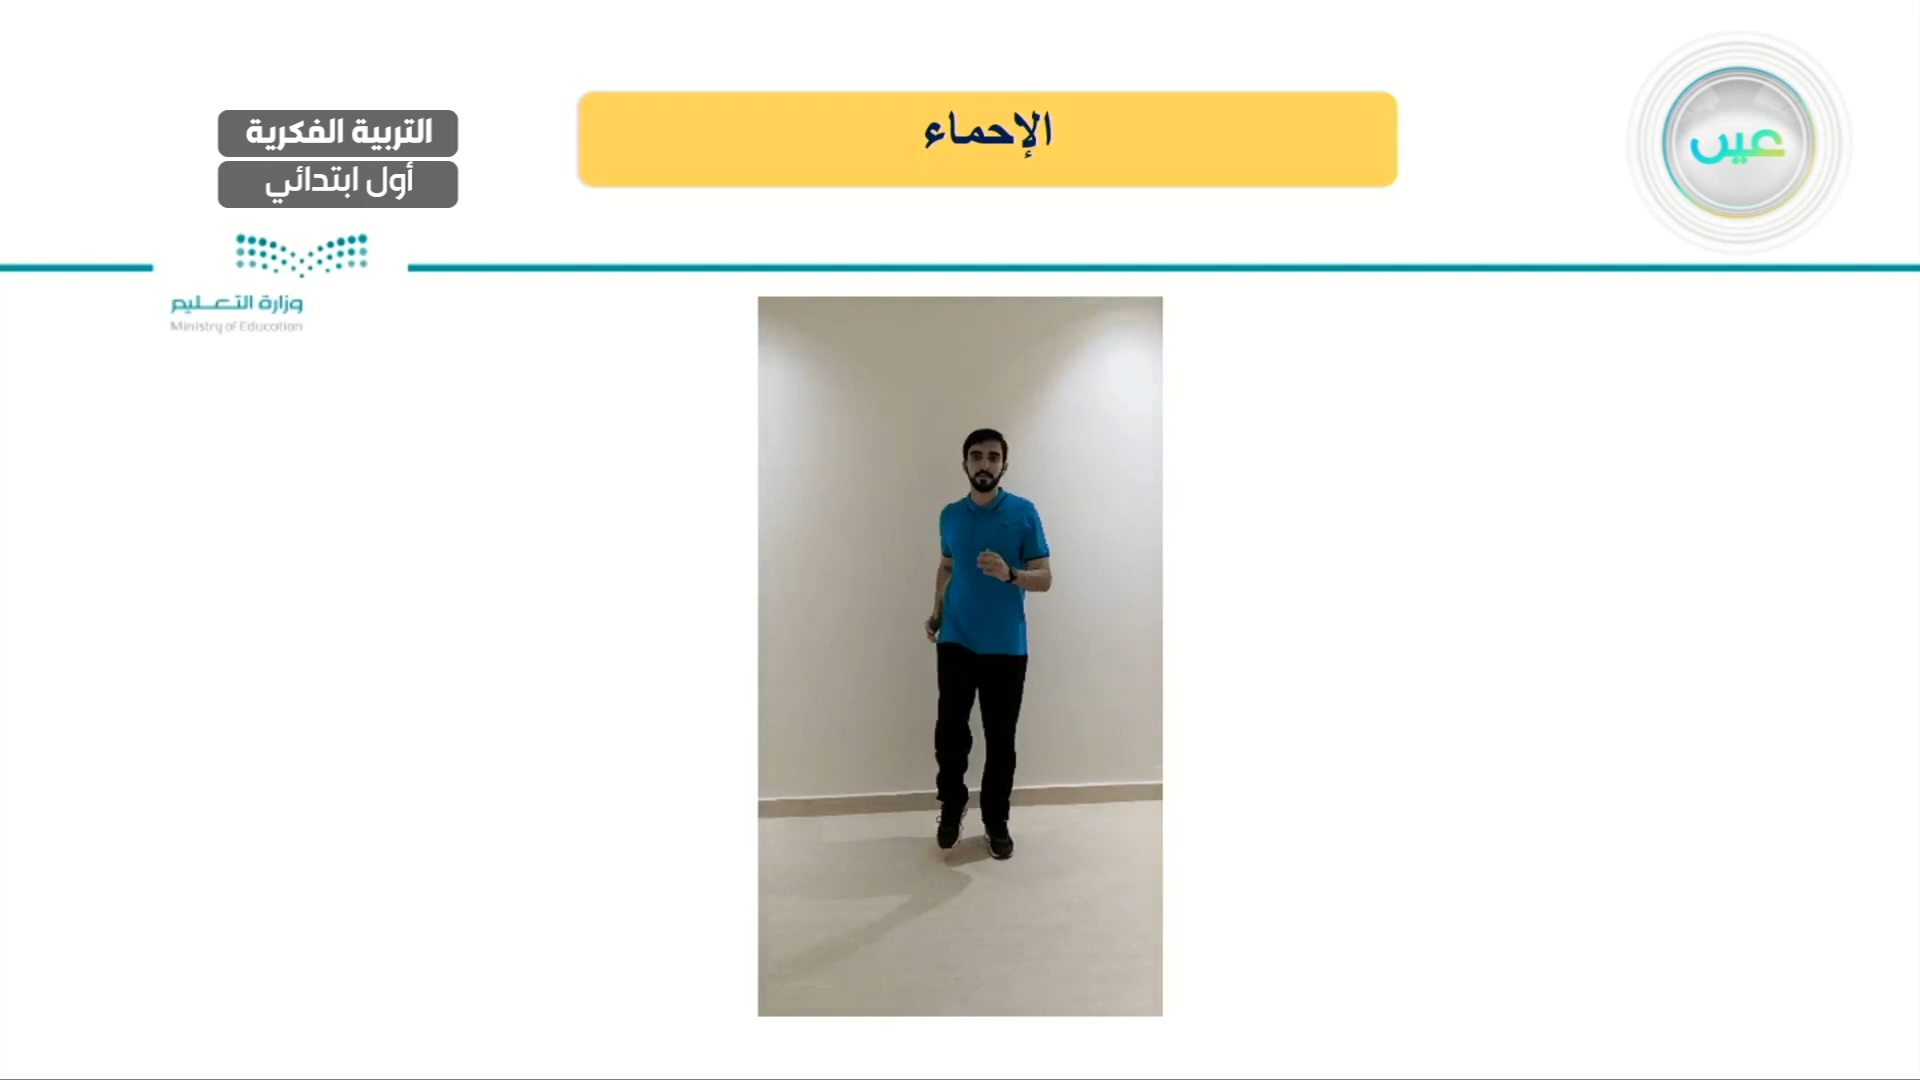 الإحماء
التربية الفكرية
أول ابتدائي
عين
وزارة التعليم
Ministry of Education